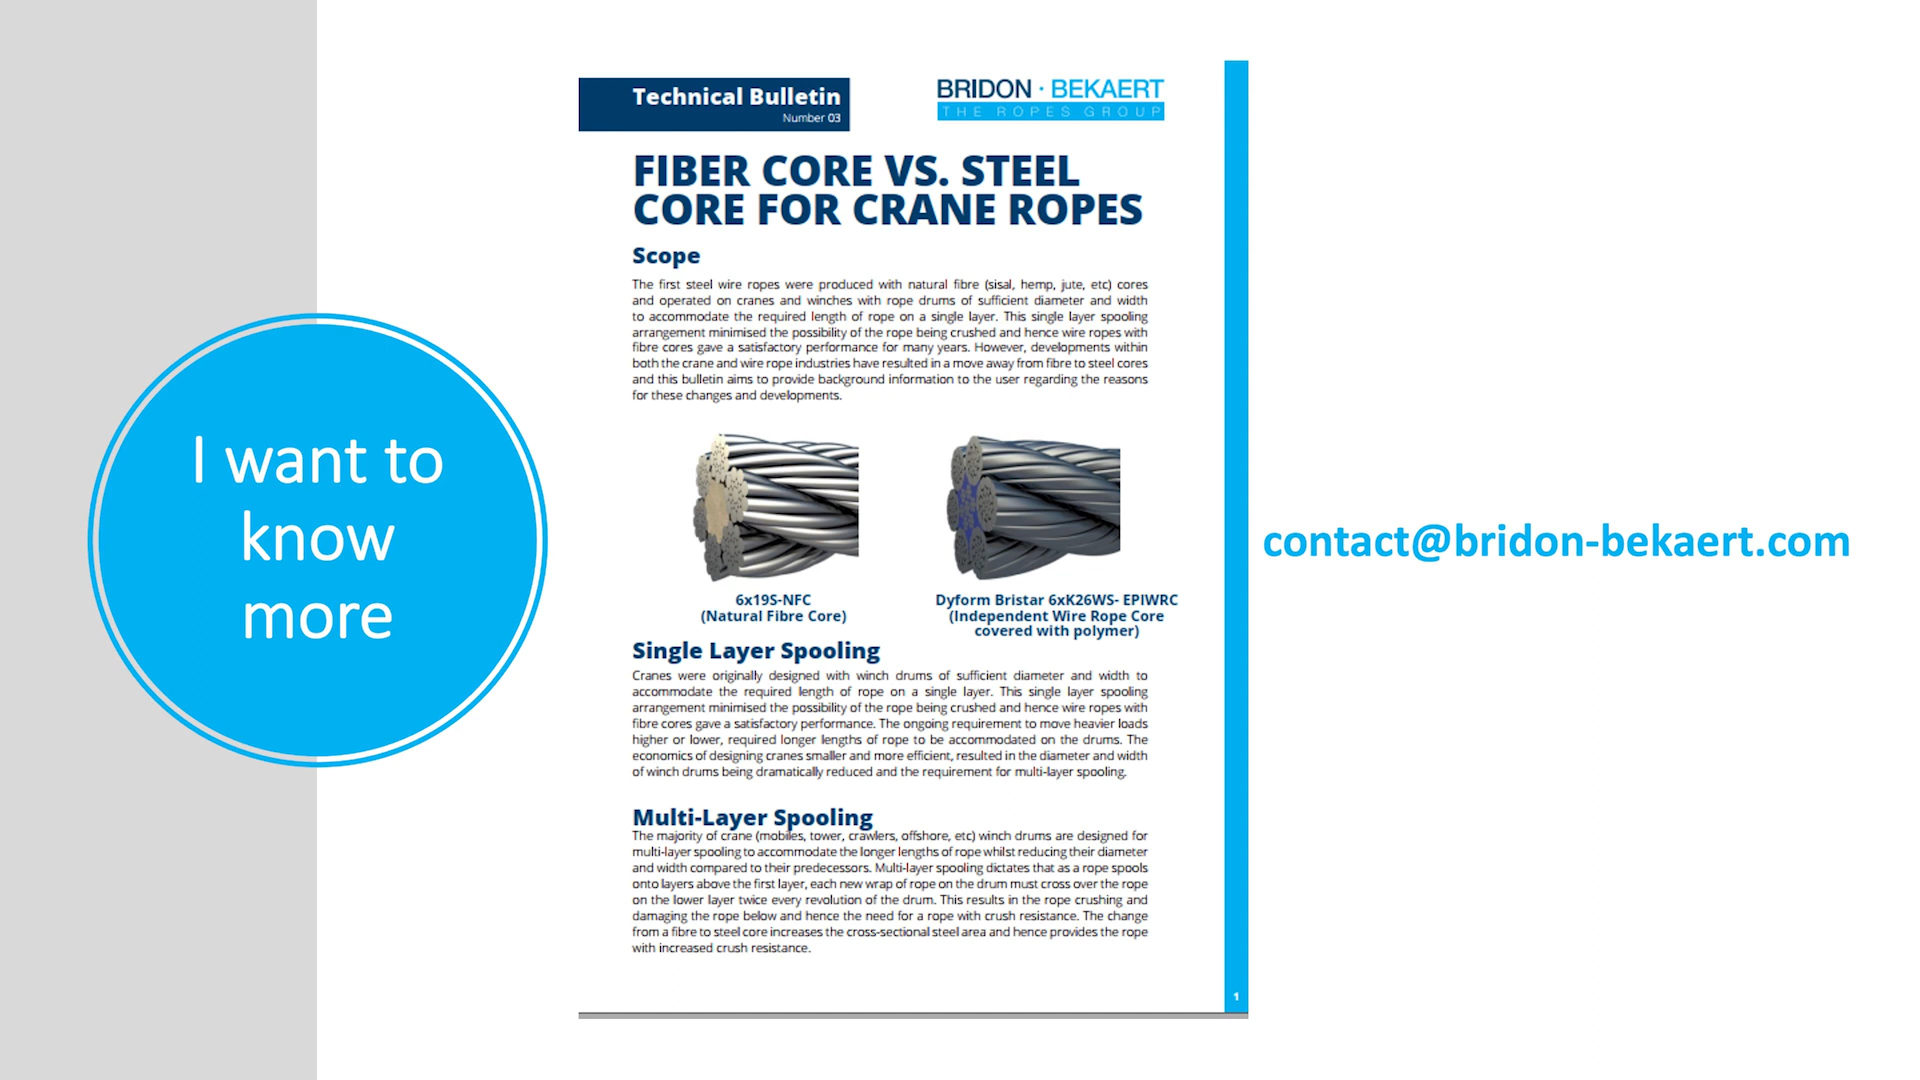 I want to
know
more
Technical Bulletin
Number 03
BRIDON · BEKAERT
THE ROPES GROUP
FIBER CORE VS. STEEL
CORE FOR CRANE ROPES
Scope
The first steel wire ropes were produced with natural fibre (sisal, hemp, jute, etc) cores
and operated on cranes and winches with rope drums of sufficient diameter and width
to accommodate the required length of rope on a single layer. This single layer spooling
arrangement minimised the possibility of the rope being crushed and hence wire ropes with
fibre cores gave a satisfactory performance for many years. However, developments within
both the crane and wire rope industries have resulted in a move away from fibre to steel cores
and this bulletin aims to provide background information to the user regarding the reasons
for these changes and developments.
6x19S-NFC
(Natural Fibre Core)
Dyform Bristar 6xK26WS- EPIWRC
(Independent Wire Rope Core
covered with polymer)
Single Layer Spooling
Cranes were originally designed with winch drums of sufficient diameter and width to
accommodate the required length of rope on a single layer. This single layer spooling
arrangement minimised the possibility of the rope being crushed and hence wire ropes with
fibre cores gave a satisfactory performance. The ongoing requirement to move heavier loads
higher or lower, required longer lengths of rope to be accommodated on the drums. The
economics of designing cranes smaller and more efficient, resulted in the diameter and width
of winch drums being dramatically reduced and the requirement for multi-layer spooling.
Multi-Layer Spooling
The majority of crane (mobiles, tower, crawlers, offshore, etc) winch drums are designed for
multi-layer spooling to accommodate the longer lengths of rope whilst reducing their diameter
and width compared to their predecessors. Multi-layer spooling dictates that as a rope spools
onto layers above the first layer, each new wrap of rope on the drum must cross over the rope
on the lower layer twice every revolution of the drum. This results in the rope crushing and
damaging the rope below and hence the need for a rope with crush resistance. The change
from a fibre to steel core increases the cross-sectional steel area and hence provides the rope
with increased crush resistance.
1
contact@bridon-bekaert.com